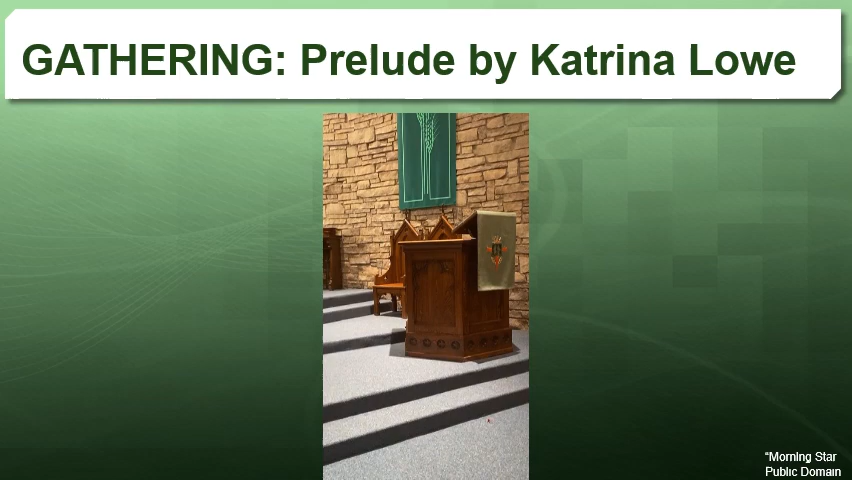 GATHERING: Prelude by Katrina Lowe
“Morning Star
Public Domain